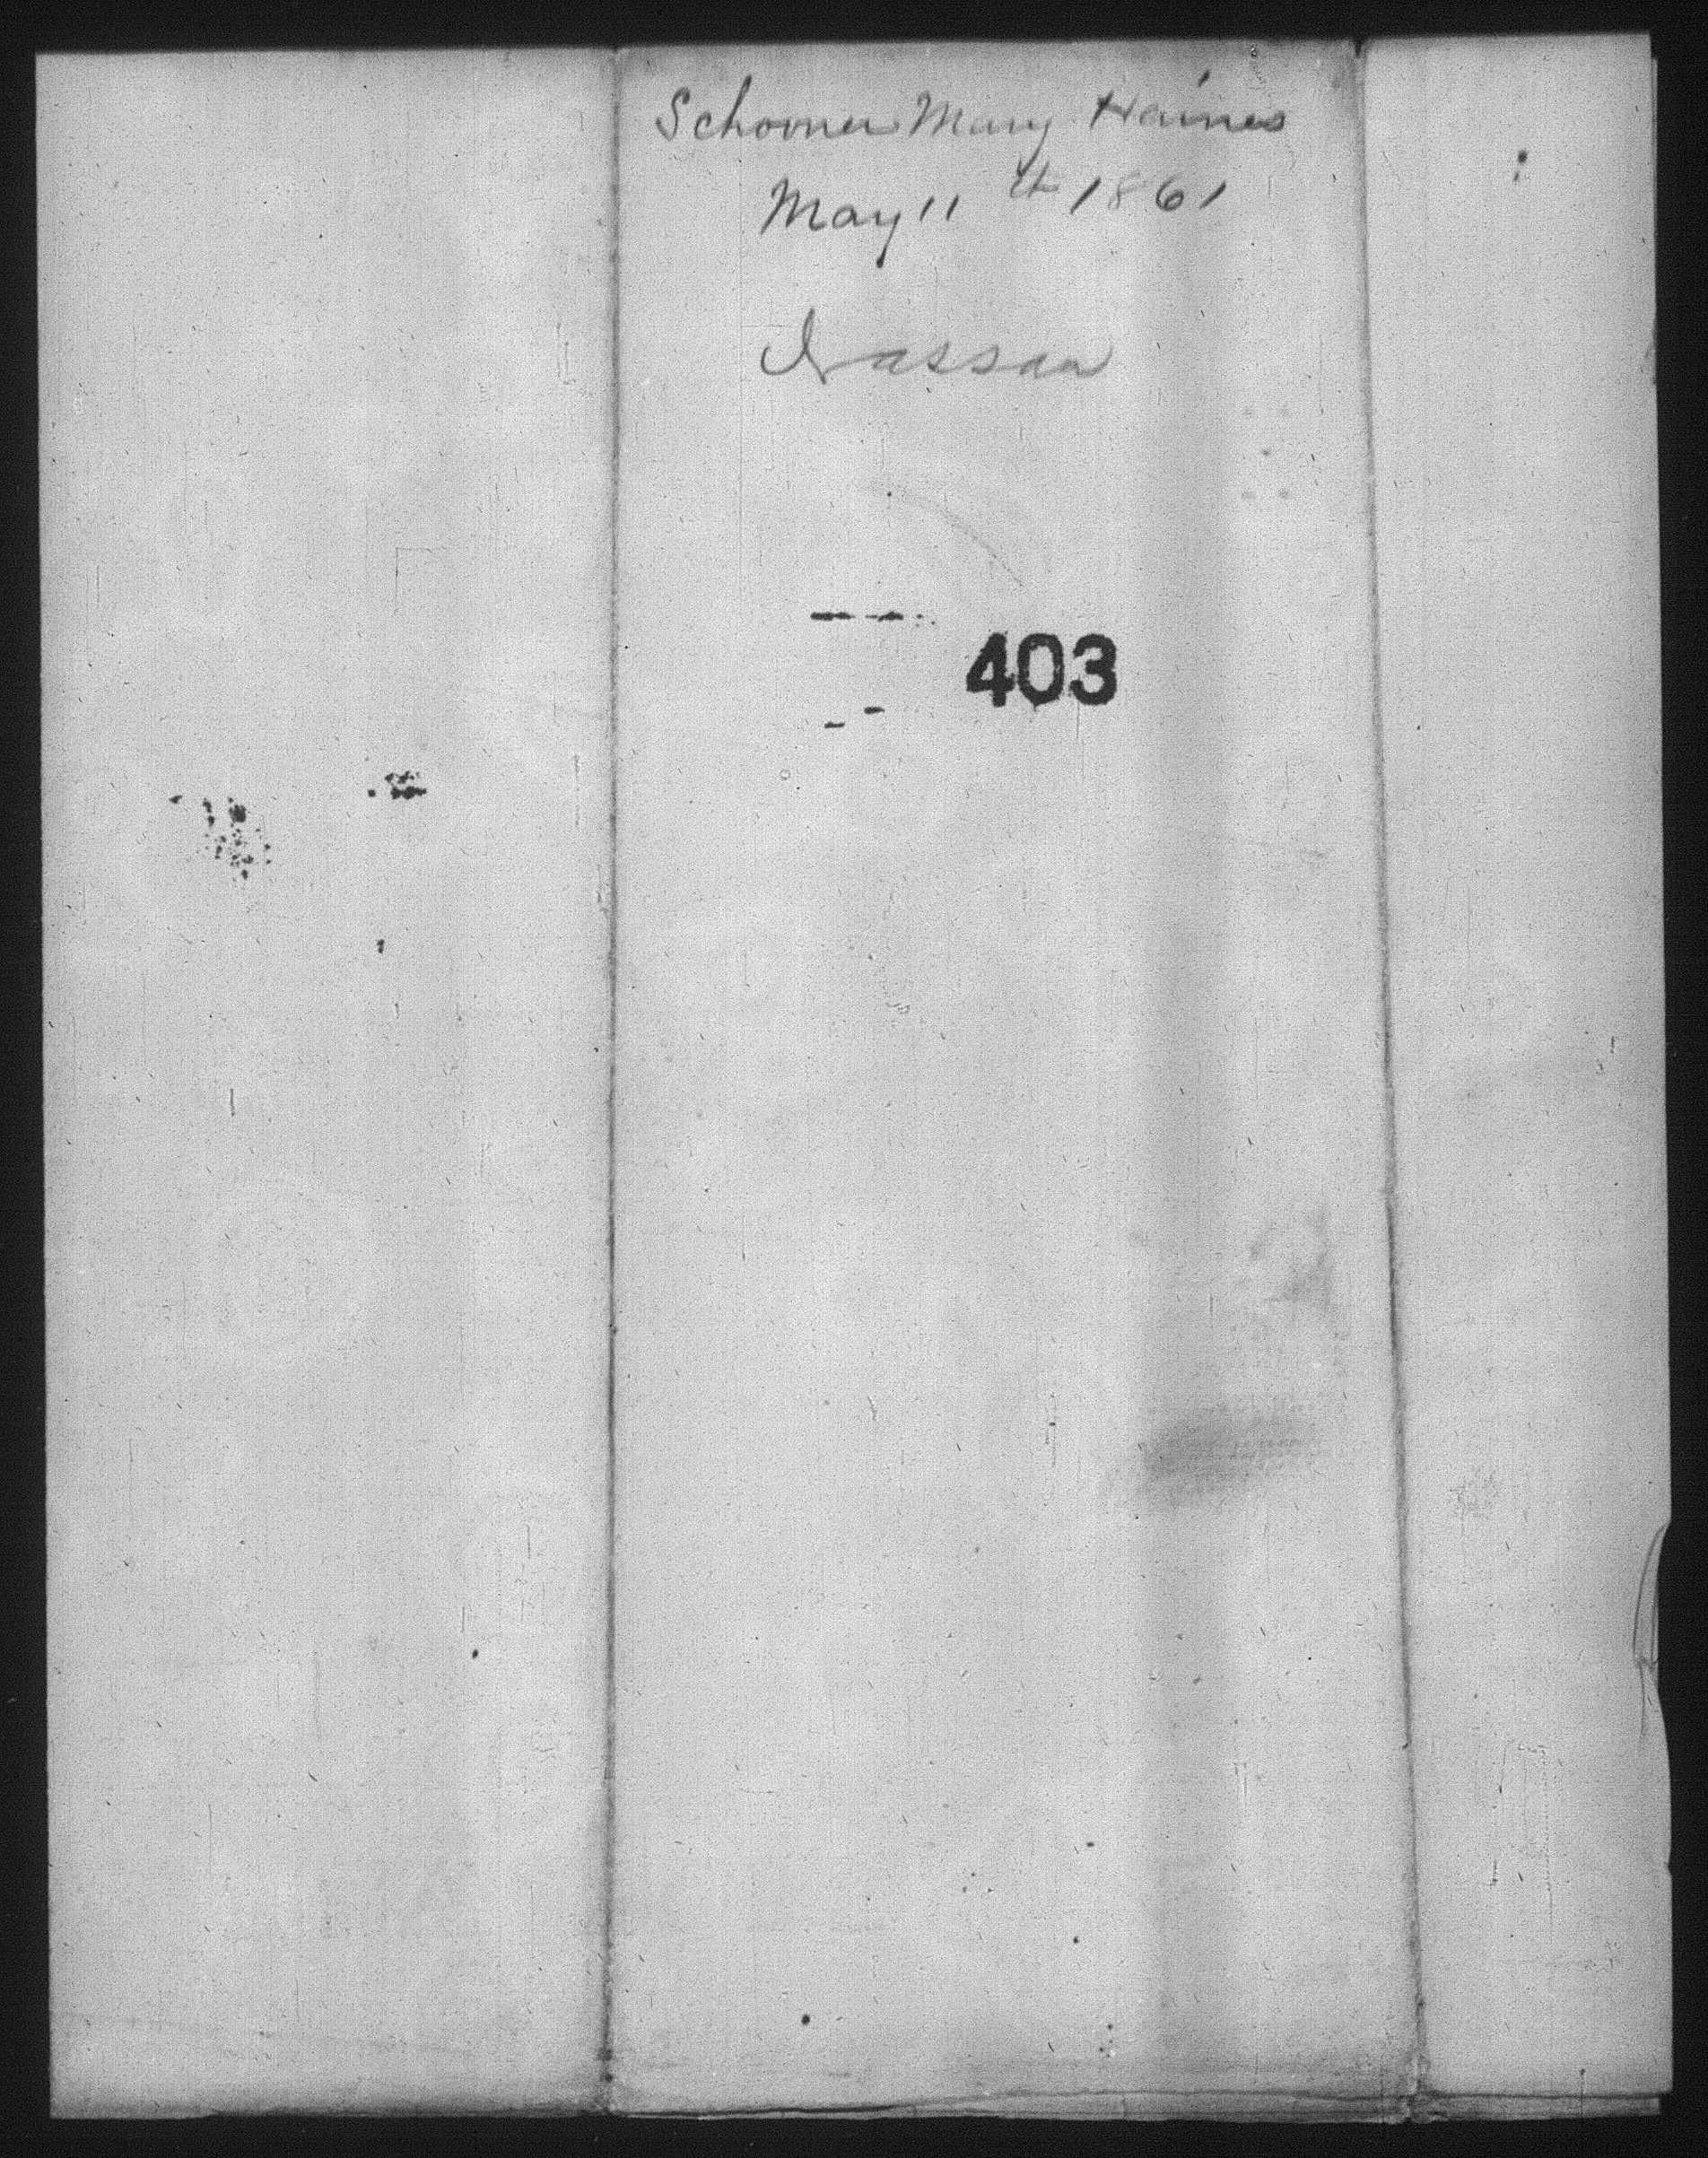 Schooner Mary Haines
May 11th 1861
Nassau
403